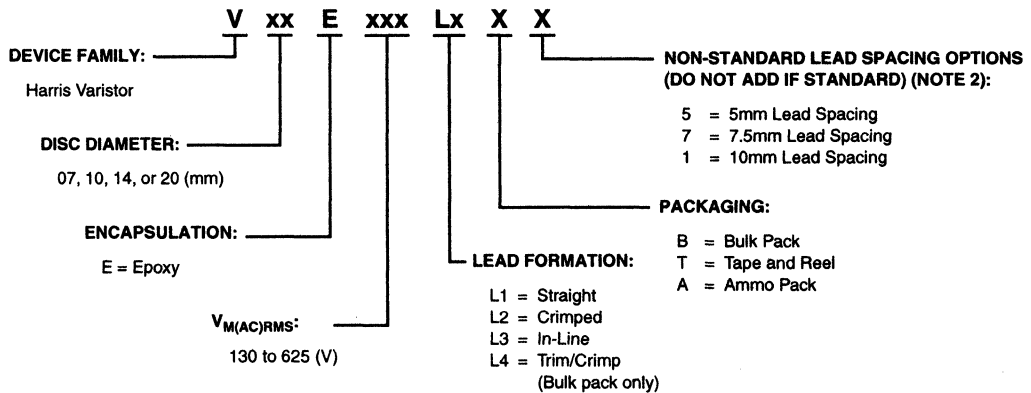 V xx E xxx Lx X X
DEVICE FAMILY:
Harris Varistor
DISC DIAMETER:
07, 10, 14, or 20 (mm)
ENCAPSULATION:
E = Epoxy
V_M(AC)RMS:
130 to 625 (V)
LEAD FORMATION:
L1 = Straight
L2 = Crimped
L3 = In-Line
L4 = Trim/Crimp
(Bulk pack only)
PACKAGING:
B = Bulk Pack
T = Tape and Reel
A = Ammo Pack
NON-STANDARD LEAD SPACING OPTIONS
(DO NOT ADD IF STANDARD) (NOTE 2):
5 = 5mm Lead Spacing
7 = 7.5mm Lead Spacing
1 = 10mm Lead Spacing